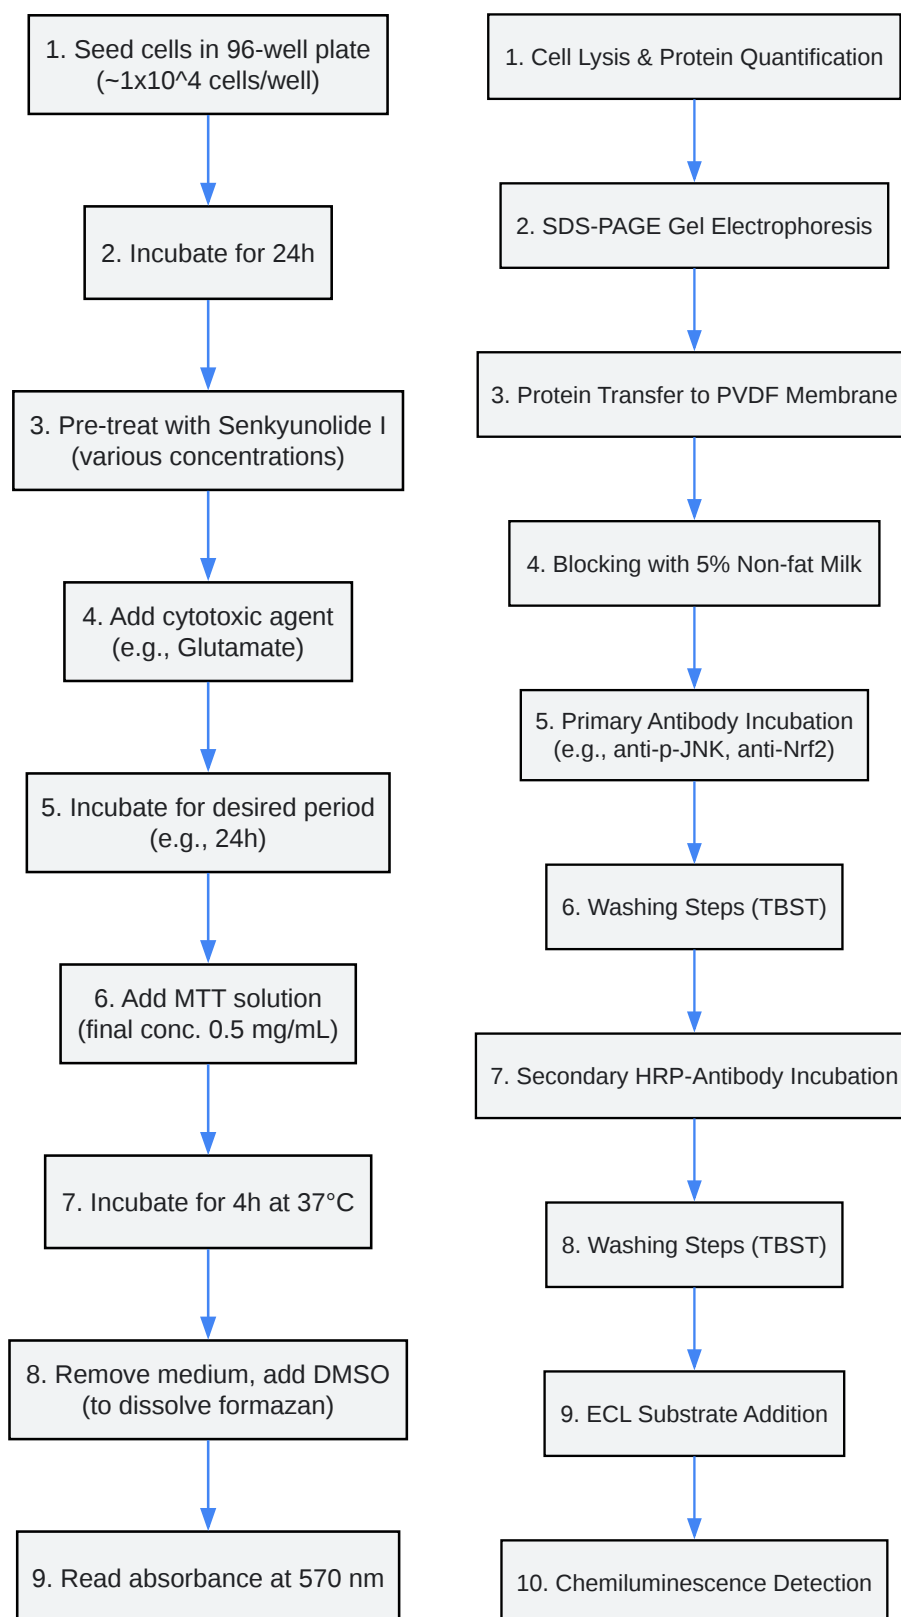 1. Seed cells in 96-well plate
(~1x10^4 cells/well)
2. Incubate for 24h
3. Pre-treat with Senkyunolide I
(various concentrations)
4. Add cytotoxic agent
(e.g., Glutamate)
5. Incubate for desired period
(e.g., 24h)
6. Add MTT solution
(final conc. 0.5 mg/mL)
7. Incubate for 4h at 37°C
8. Remove medium, add DMSO
(to dissolve formazan)
9. Read absorbance at 570 nm
1. Cell Lysis & Protein Quantification
2. SDS-PAGE Gel Electrophoresis
3. Protein Transfer to PVDF Membrane
4. Blocking with 5% Non-fat Milk
5. Primary Antibody Incubation
(e.g., anti-p-JNK, anti-Nrf2)
6. Washing Steps (TBST)
7. Secondary HRP-Antibody Incubation
8. Washing Steps (TBST)
9. ECL Substrate Addition
10. Chemiluminescence Detection